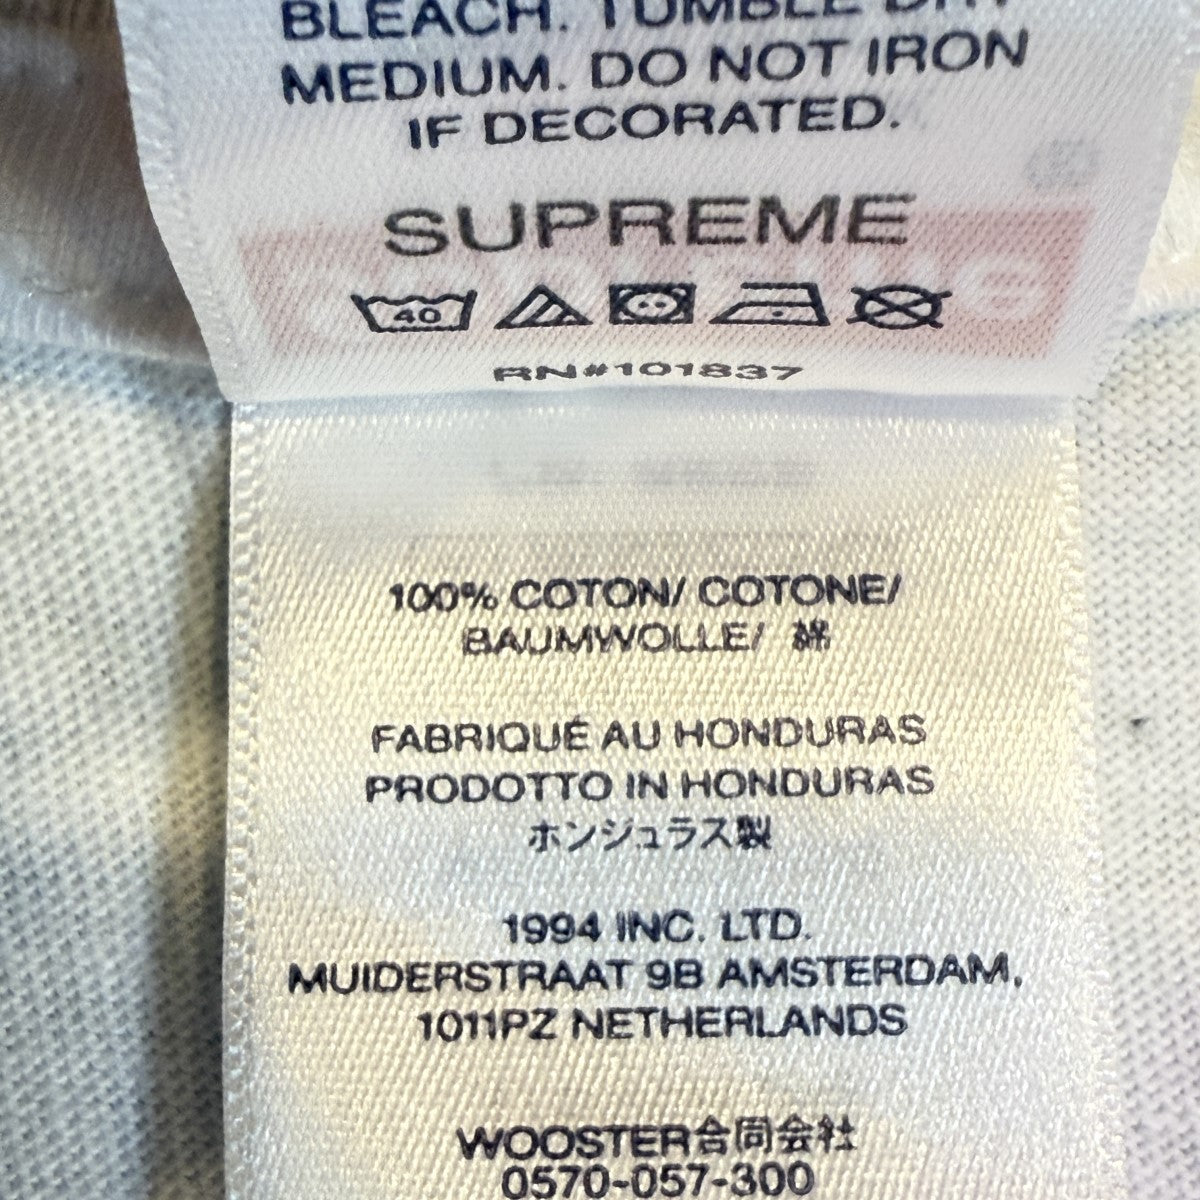 BLEACH. TUMBLE DRY
MEDIUM. DO NOT IRON
IF DECORATED.
SUPREME
40
RN#101837
100% COTON/ COTONE/
BAUMWOLLE/ 綿
FABRIQUÉ AU HONDURAS
PRODOTTO IN HONDURAS
ホンジュラス製
1994 INC. LTD.
MUIDERSTRAAT 9B AMSTERDAM,
1011PZ NETHERLANDS
WOOSTER合同会社
0570-057-300